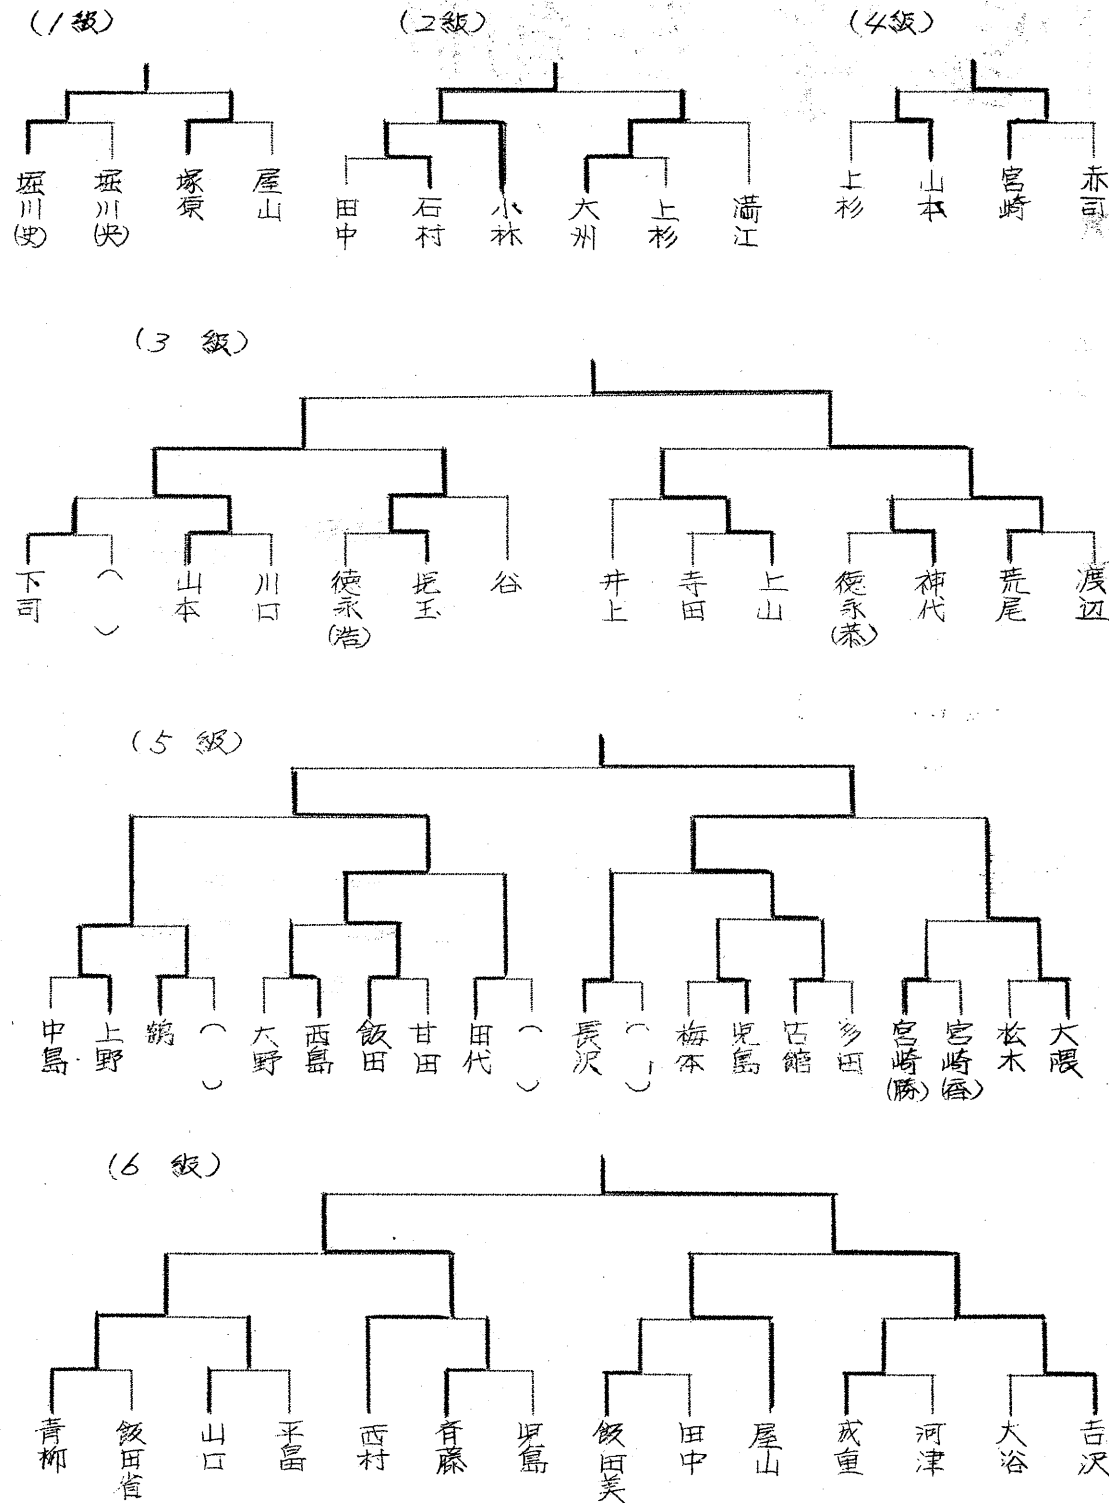 (1級)
(2級)
(4級)
堀川(史)
堀川(央)
塚原
屋山
田中
石村
小林
大州
上杉
満江
上杉
山本
宮崎
赤司
(3 級)
下司
(  )
山本
川口
徳永(浩)
児玉
谷
井上
寺田
上山
徳永(恭)
神代
荒尾
渡辺
(5 級)
中島
上野
鶴
(  )
大野
西島
飯田
甘田
田代
(  )
長沢
(  )
梅本
児島
古舘
多田
宮崎(勝)
宮崎(香)
松木
大隈
(6 級)
青柳
飯田省
山口
平畠
西村
斉藤
児島
飯田美
田中
屋山
成重
河津
大浴
吉沢